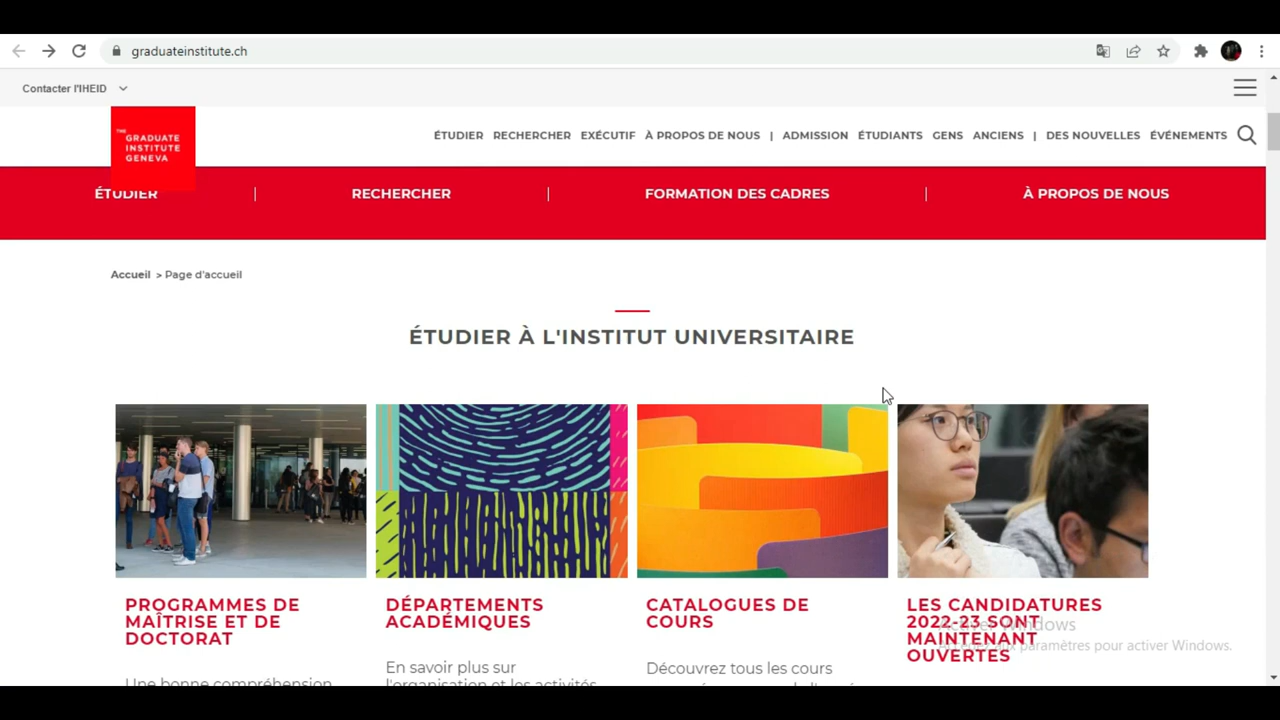 graduateinstitute.ch
Contacter l'IHEID
THE
GRADUATE
INSTITUTE
GENEVA
ÉTUDIER RECHERCHER EXÉCUTIF À PROPOS DE NOUS | ADMISSION ÉTUDIANTS GENS ANCIENS | DES NOUVELLES ÉVÉNEMENTS
ÉTUDIER | RECHERCHER | FORMATION DES CADRES | À PROPOS DE NOUS
Accueil > Page d'accueil
ÉTUDIER À L'INSTITUT UNIVERSITAIRE
PROGRAMMES DE
MAÎTRISE ET DE
DOCTORAT
Une bonne compréhension
DÉPARTEMENTS
ACADÉMIQUES
En savoir plus sur
l'organisation et les activités
CATALOGUES DE
COURS
Découvrez tous les cours
LES CANDIDATURES
2022-23 SONT
MAINTENANT
OUVERTES
Activer Windows
Accédez aux paramètres pour activer Windows.